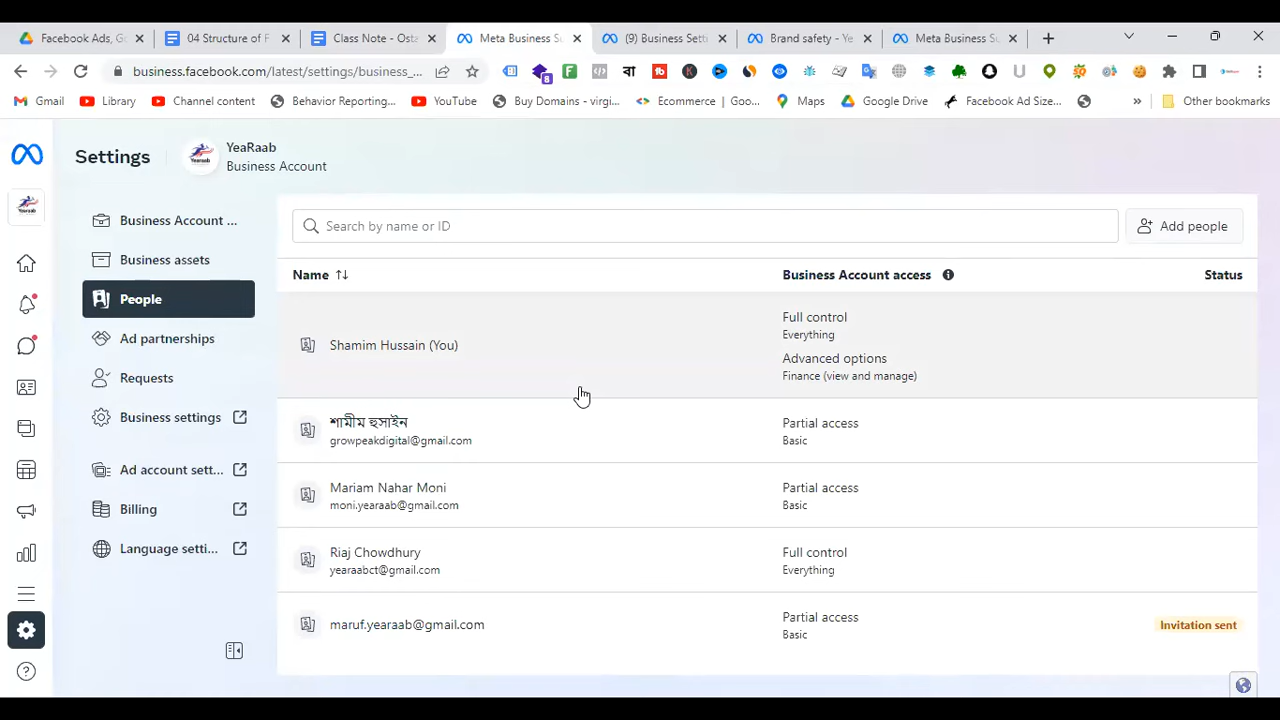 Facebook Ads, G
04 Structure of F
Class Note - Osta
Meta Business Su
(9) Business Setti
Brand safety - Ye
Meta Business Su
business.facebook.com/latest/settings/business_...
Gmail
Library
Channel content
Behavior Reporting...
YouTube
Buy Domains - virgi...
Ecommerce | Goo...
Maps
Google Drive
Facebook Ad Size...
»
Other bookmarks
Settings
YeaRaab
Business Account
Business Account ...
Business assets
People
Ad partnerships
Requests
Business settings
Ad account sett...
Billing
Language setti...
Search by name or ID
Add people
Name
Business Account access
Status
Shamim Hussain (You)
Full control
Everything
Advanced options
Finance (view and manage)
শামীম হুসাইন
growpeakdigital@gmail.com
Partial access
Basic
Mariam Nahar Moni
moni.yearaab@gmail.com
Partial access
Basic
Riaj Chowdhury
yearaabct@gmail.com
Full control
Everything
maruf.yearaab@gmail.com
Partial access
Basic
Invitation sent